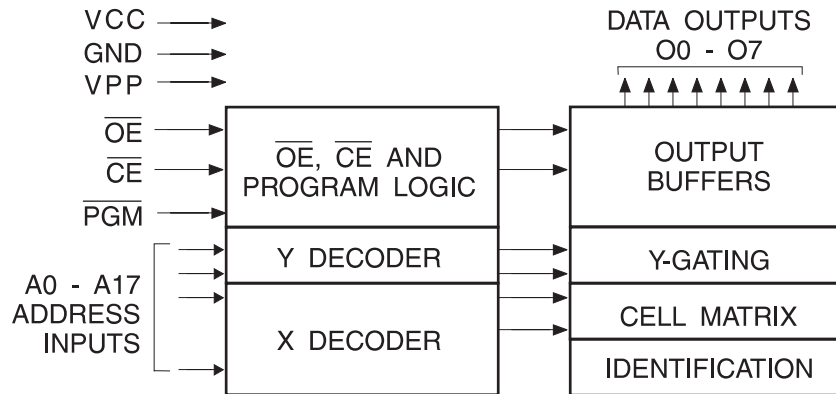 VCC
GND
VPP
OE
CE
PGM
A0 - A17
ADDRESS
INPUTS
OE, CE AND
PROGRAM LOGIC
Y DECODER
X DECODER
DATA OUTPUTS
O0 - O7
OUTPUT
BUFFERS
Y-GATING
CELL MATRIX
IDENTIFICATION